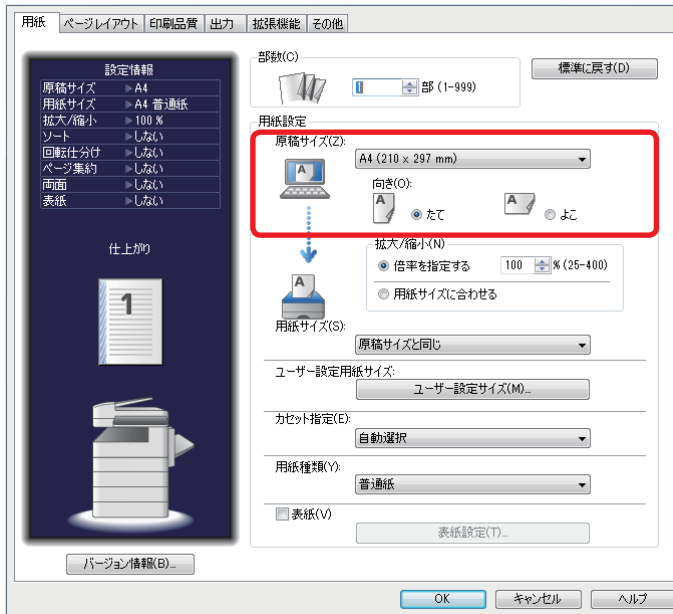 用紙 ページレイアウト 印刷品質 出力 拡張機能 その他
設定情報
原稿サイズ ▶A4
用紙サイズ ▶A4 普通紙
拡大/縮小 ▶100 %
ソート ▶しない
回転仕分け ▶しない
ページ集約 ▶しない
両面 ▶しない
表紙 ▶しない
仕上がり
1
バージョン情報(B)...
部数(C)
1 部 (1-999)
標準に戻す(D)
用紙設定
原稿サイズ(Z):
A4 (210 x 297 mm)
向き(O):
A たて A よこ
A
拡大/縮小(N)
倍率を指定する 100 % (25-400)
用紙サイズに合わせる
A
用紙サイズ(S):
原稿サイズと同じ
ユーザー設定用紙サイズ:
ユーザー設定サイズ(M)...
カセット指定(E):
自動選択
用紙種類(Y):
普通紙
表紙(V)
表紙設定(T)...
OK キャンセル ヘルプ